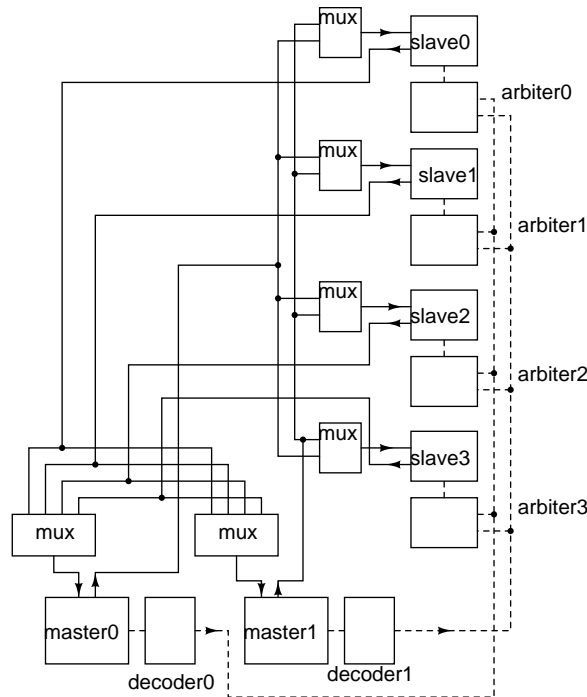 mux
slave0
arbiter0
mux
slave1
arbiter1
mux
slave2
arbiter2
mux
slave3
arbiter3
mux
mux
master0
master1
decoder0
decoder1